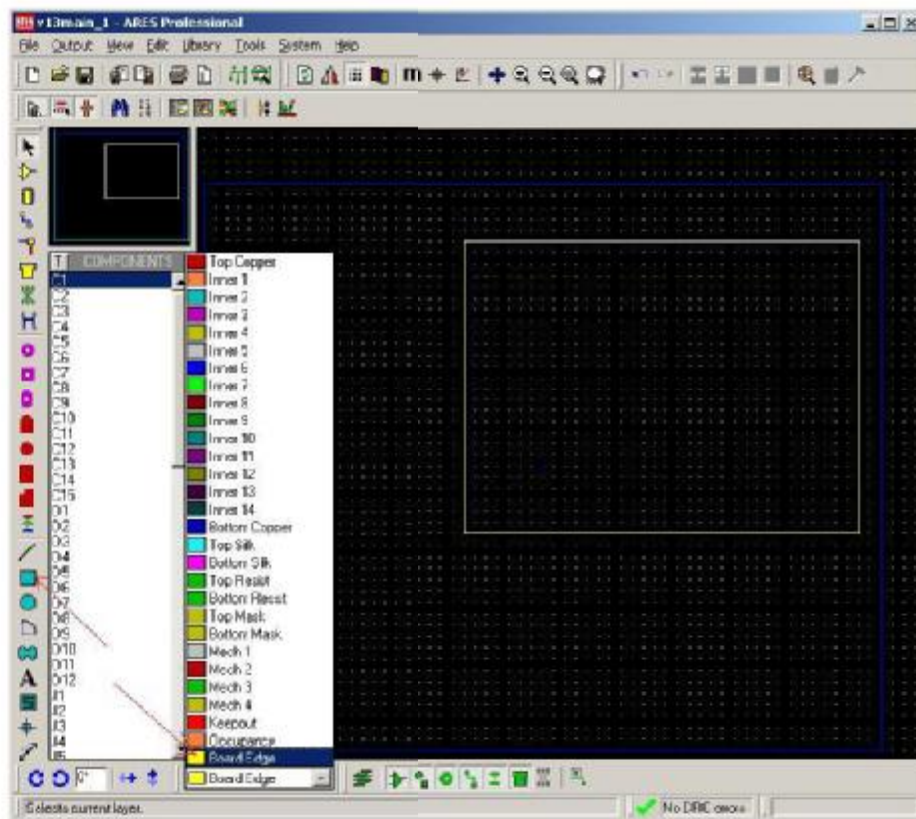 v13main_1 - ARES Professional
File Output View Edit Library Tools System Help
T COMPONENTS
C1
C2
C3
C4
C5
C6
C7
C8
C9
C10
C11
C12
C13
C14
C15
D1
D2
D3
D4
D5
D6
D7
D8
D9
D10
D11
D12
J1
J2
J3
J4
J5
Top Copper
Inner 1
Inner 2
Inner 3
Inner 4
Inner 5
Inner 6
Inner 7
Inner 8
Inner 9
Inner 10
Inner 11
Inner 12
Inner 13
Inner 14
Bottom Copper
Top Silk
Bottom Silk
Top Resist
Bottom Resist
Top Mask
Bottom Mask
Mech 1
Mech 2
Mech 3
Mech 4
Keepout
Occupancy
Board Edge
0°
Board Edge
Selects current layer.
No DRC errors